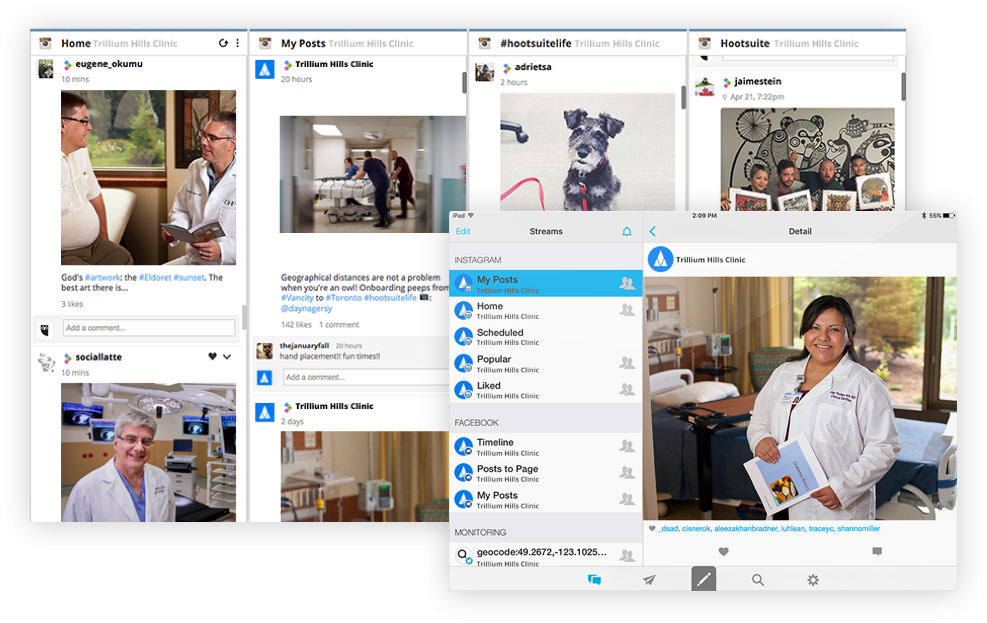 Home Trillium Hills Clinic
eugene_okumu
10 mins
God's #artwork: the #Eldoret #sunset. The
best art there is...
3 likes
Add a comment...
sociallatte
10 mins
My Posts Trillium Hills Clinic
Trillium Hills Clinic
20 hours
Geographical distances are not a problem
when you're an owl! Onboarding peeps from
#Vancity to #Toronto #hootsuitelife 📷:
@daynagersy
142 likes 1 comment
thejanuaryfall 20 hours
hand placement!! fun times!!
Add a comment...
Trillium Hills Clinic
2 days
#hootsuitelife Trillium Hills Clinic
adrietsa
2 hours
Hootsuite Trillium Hills Clinic
jaimestein
Apr 21, 7:22pm
iPad
2:09 PM
55%
Edit
Streams
Detail
INSTAGRAM
My Posts
Trillium Hills Clinic
Home
Trillium Hills Clinic
Scheduled
Trillium Hills Clinic
Popular
Trillium Hills Clinic
Liked
Trillium Hills Clinic
FACEBOOK
Timeline
Trillium Hills Clinic
Posts to Page
Trillium Hills Clinic
My Posts
Trillium Hills Clinic
MONITORING
geocode:49.2672,-123.1025...
Trillium Hills Clinic
Trillium Hills Clinic
_dsad, cisnerok, aleezakhanbradner, luhlean, traceyc, shannomiller